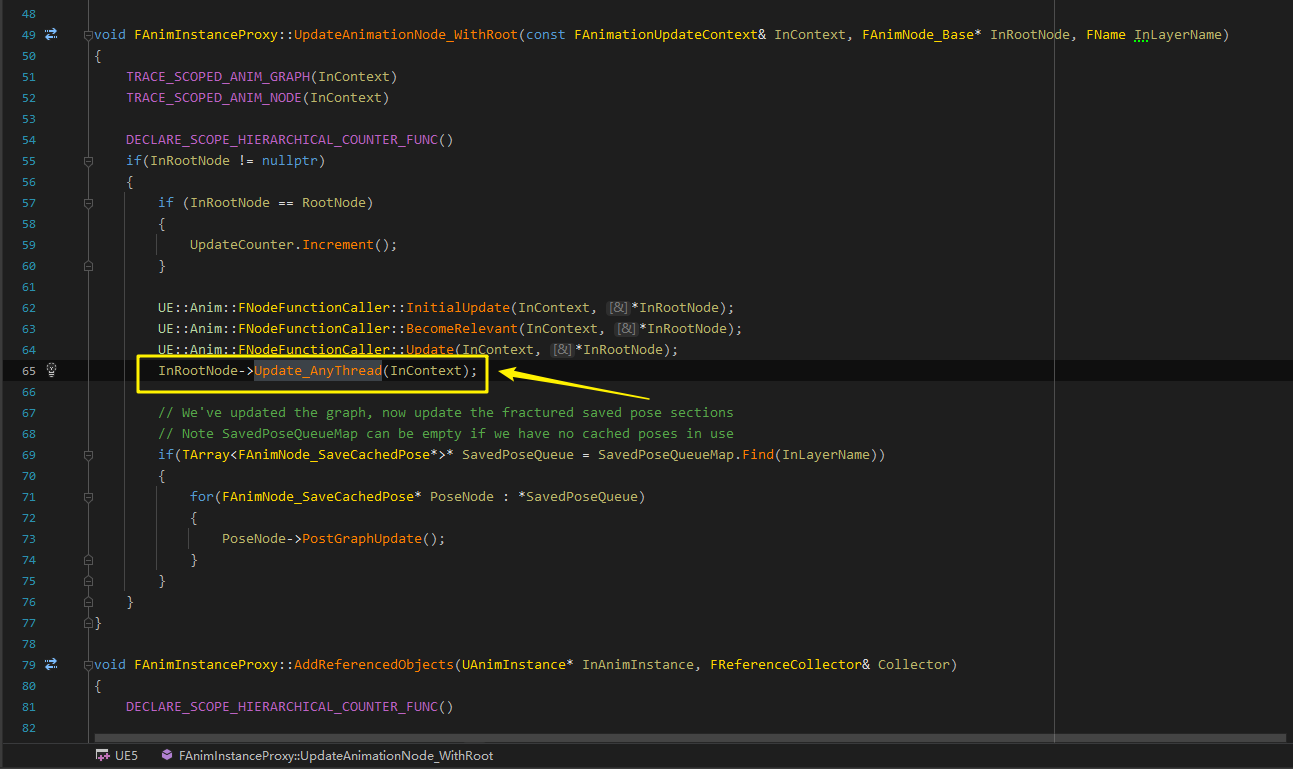 48
49 void FAnimInstanceProxy::UpdateAnimationNode_WithRoot(const FAnimationUpdateContext& InContext, FAnimNode_Base* InRootNode, FName InLayerName)
50 {
51 TRACE_SCOPED_ANIM_GRAPH(InContext)
52 TRACE_SCOPED_ANIM_NODE(InContext)
53
54 DECLARE_SCOPE_HIERARCHICAL_COUNTER_FUNC()
55 if(InRootNode != nullptr)
56 {
57 if (InRootNode == RootNode)
58 {
59 UpdateCounter.Increment();
60 }
61
62 UE::Anim::FNodeFunctionCaller::InitialUpdate(InContext, [&]*InRootNode);
63 UE::Anim::FNodeFunctionCaller::BecomeRelevant(InContext, [&]*InRootNode);
64 UE::Anim::FNodeFunctionCaller::Update(InContext, [&]*InRootNode);
65 InRootNode->Update_AnyThread(InContext);
66
67 // We've updated the graph, now update the fractured saved pose sections
68 // Note SavedPoseQueueMap can be empty if we have no cached poses in use
69 if(TArray<FAnimNode_SaveCachedPose*>* SavedPoseQueue = SavedPoseQueueMap.Find(InLayerName))
70 {
71 for(FAnimNode_SaveCachedPose* PoseNode : *SavedPoseQueue)
72 {
73 PoseNode->PostGraphUpdate();
74 }
75 }
76 }
77 }
78
79 void FAnimInstanceProxy::AddReferencedObjects(UAnimInstance* InAnimInstance, FReferenceCollector& Collector)
80 {
81 DECLARE_SCOPE_HIERARCHICAL_COUNTER_FUNC()
82
UE5 FAnimInstanceProxy::UpdateAnimationNode_WithRoot